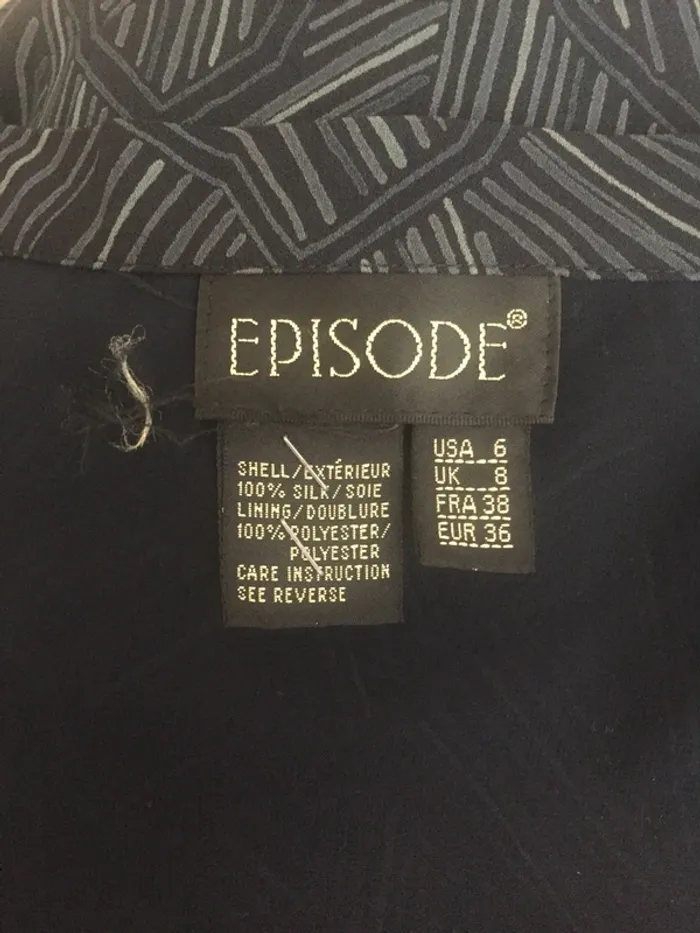 EPISODE®
SHELL/EXTÉRIEUR
100% SILK/SOIE
LINING/DOUBLURE
100% POLYESTER/
POLYESTER
CARE INSTRUCTION
SEE REVERSE
USA 6
UK 8
FRA 38
EUR 36